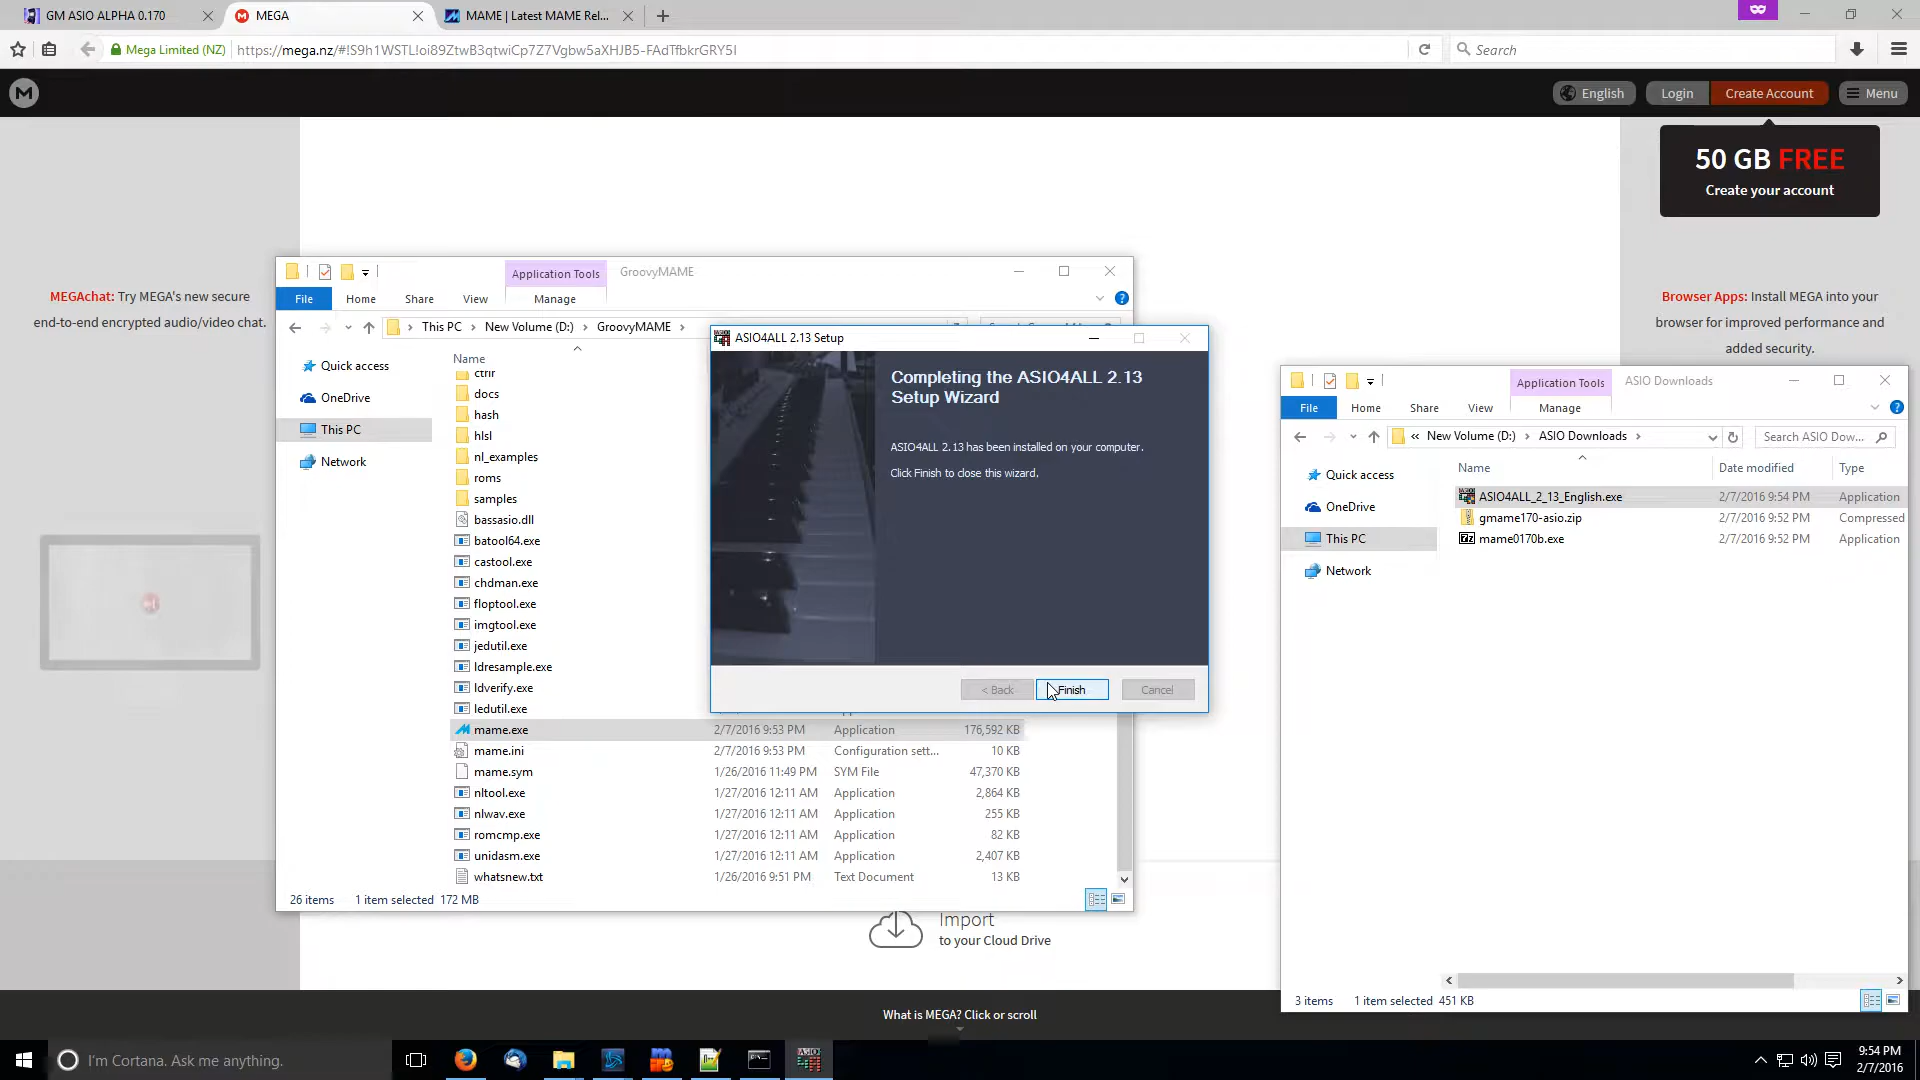 GM ASIO ALPHA 0.170
MEGA
MAME | Latest MAME Rel...
Mega Limited (NZ)
https://mega.nz/#!S9h1WSTL!oi89ZtwB3qtwiCp7Z7Vgbw5aXHJB5-FAdTfbkrGRY5I
Search
M
English
Login
Create Account
Menu
50 GB FREE
Create your account
MEGAchat: Try MEGA's new secure
end-to-end encrypted audio/video chat.
Browser Apps: Install MEGA into your
browser for improved performance and
added security.
Application Tools
GroovyMAME
File
Home
Share
View
Manage
This PC
New Volume (D:)
GroovyMAME
Quick access
OneDrive
This PC
Network
Name
ctrlr
docs
hash
hlsl
nl_examples
roms
samples
bassasio.dll
batool64.exe
castool.exe
chdman.exe
floptool.exe
imgtool.exe
jedutil.exe
ldresample.exe
ldverify.exe
ledutil.exe
mame.exe 2/7/2016 9:53 PM Application 176,592 KB
mame.ini 2/7/2016 9:53 PM Configuration sett... 10 KB
mame.sym 1/26/2016 11:49 PM SYM File 47,370 KB
nltool.exe 1/27/2016 12:11 AM Application 2,864 KB
nlwav.exe 1/27/2016 12:11 AM Application 255 KB
romcmp.exe 1/27/2016 12:11 AM Application 82 KB
unidasm.exe 1/27/2016 12:11 AM Application 2,407 KB
whatsnew.txt 1/26/2016 9:51 PM Text Document 13 KB
26 items 1 item selected 172 MB
ASIO4ALL 2.13 Setup
Completing the ASIO4ALL 2.13
Setup Wizard
ASIO4ALL 2.13 has been installed on your computer.
Click Finish to close this wizard.
< Back
Finish
Cancel
Application Tools
ASIO Downloads
File
Home
Share
View
Manage
« New Volume (D:)
ASIO Downloads
Search ASIO Dow...
Quick access
OneDrive
This PC
Network
Name Date modified Type
ASIO4ALL_2_13_English.exe 2/7/2016 9:54 PM Application
gmame170-asio.zip 2/7/2016 9:52 PM Compressed
mame0170b.exe 2/7/2016 9:52 PM Application
3 items 1 item selected 451 KB
Import
to your Cloud Drive
What is MEGA? Click or scroll
I'm Cortana. Ask me anything.
9:54 PM
2/7/2016